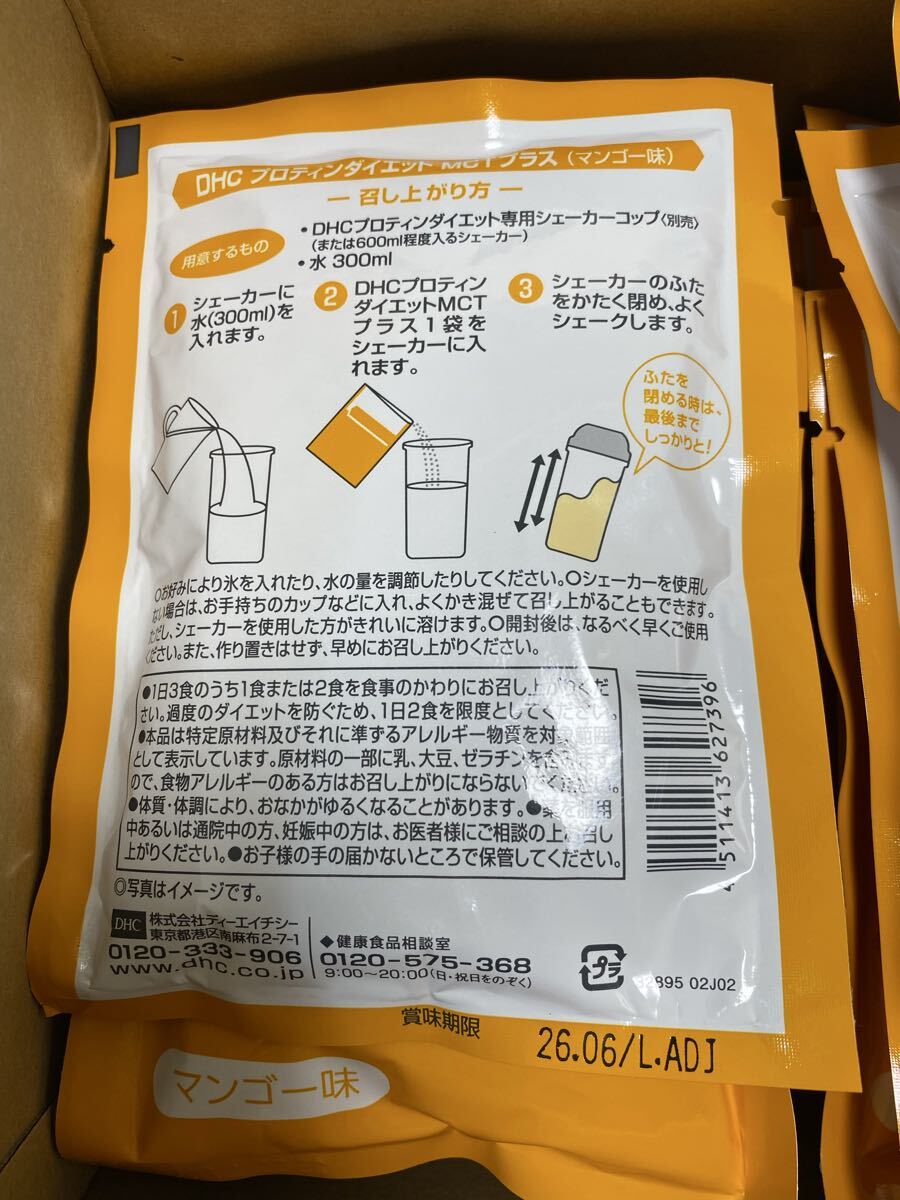 DHC プロティンダイエット MCTプラス（マンゴー味）
― 召し上がり方 ―
用意するもの
・DHCプロティンダイエット専用シェーカーコップ〈別売〉
（または600ml程度入るシェーカー）
・水 300ml
1 シェーカーに
水(300ml)を
入れます。
2 DHCプロティン
ダイエットMCT
プラス1袋を
シェーカーに入
れます。
3 シェーカーのふた
をかたく閉め、よく
シェークします。
ふたを
閉める時は、
最後まで
しっかりと!
○お好みにより氷を入れたり、水の量を調節したりしてください。○シェーカーを使用し
ない場合は、お手持ちのカップなどに入れ、よくかき混ぜて召し上がることもできます。
ただし、シェーカーを使用した方がきれいに溶けます。○開封後は、なるべく早くご使用
ください。また、作り置きはせず、早めにお召し上がりください。
●1日3食のうち1食または2食を食事のかわりにお召し上がりくだ
さい。過度のダイエットを防ぐため、1日2食を限度としてください。
●本品は特定原材料及びそれに準ずるアレルギー物質を対象範囲
として表示しています。原材料の一部に乳、大豆、ゼラチンを含みます
ので、食物アレルギーのある方はお召し上がりにならないでください。
●体質・体調により、おなかがゆるくなることがあります。●薬を服用
中あるいは通院中の方、妊娠中の方は、お医者様にご相談の上お召し
上がりください。●お子様の手の届かないところで保管してください。
4 511413 627396
◎写真はイメージです。
DHC 株式会社ディーエイチシー
東京都港区南麻布2-7-1
0120-333-906
www.dhc.co.jp
◆健康食品相談室
0120-575-368
9:00～20:00(日・祝日をのぞく)
プラ
32895 02J02
賞味期限
26.06/L.ADJ
マンゴー味